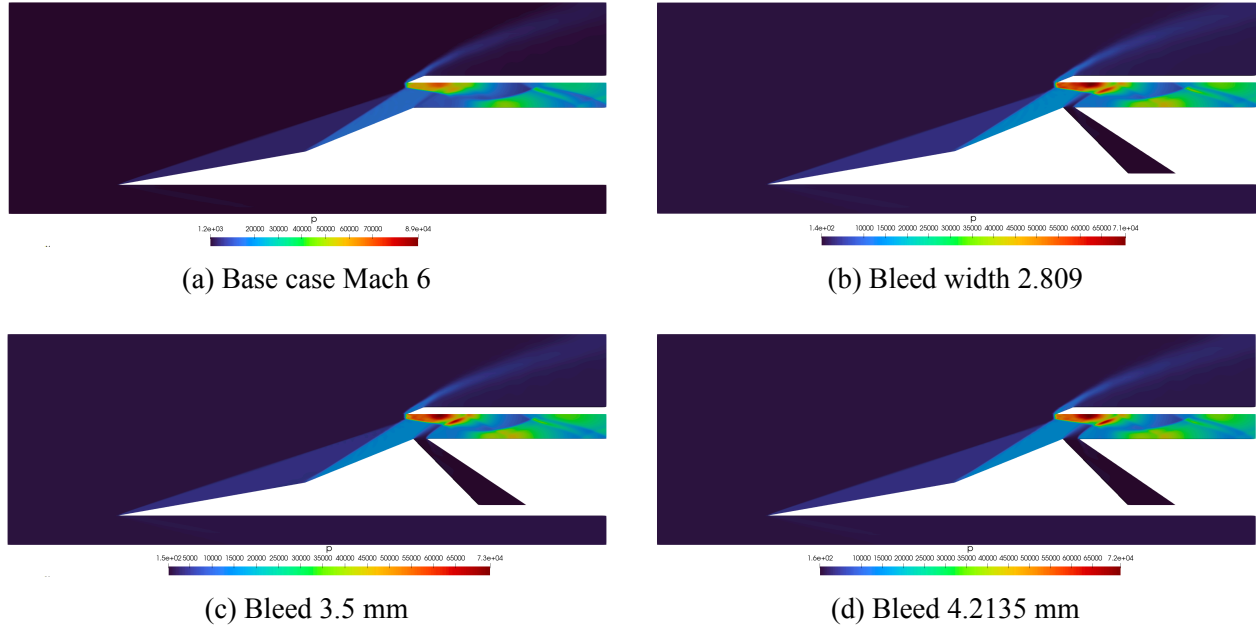 p
1.2e+03 20000 30000 40000 50000 60000 70000 8.9e+04
(a) Base case Mach 6
p
1.4e+02 10000 15000 20000 25000 30000 35000 40000 45000 50000 55000 60000 65000 7.1e+04
(b) Bleed width 2.809
p
1.5e+02 5000 10000 15000 20000 25000 30000 35000 40000 45000 50000 55000 60000 65000 7.3e+04
(c) Bleed 3.5 mm
p
1.6e+02 10000 15000 20000 25000 30000 35000 40000 45000 50000 55000 60000 65000 7.2e+04
(d) Bleed 4.2135 mm